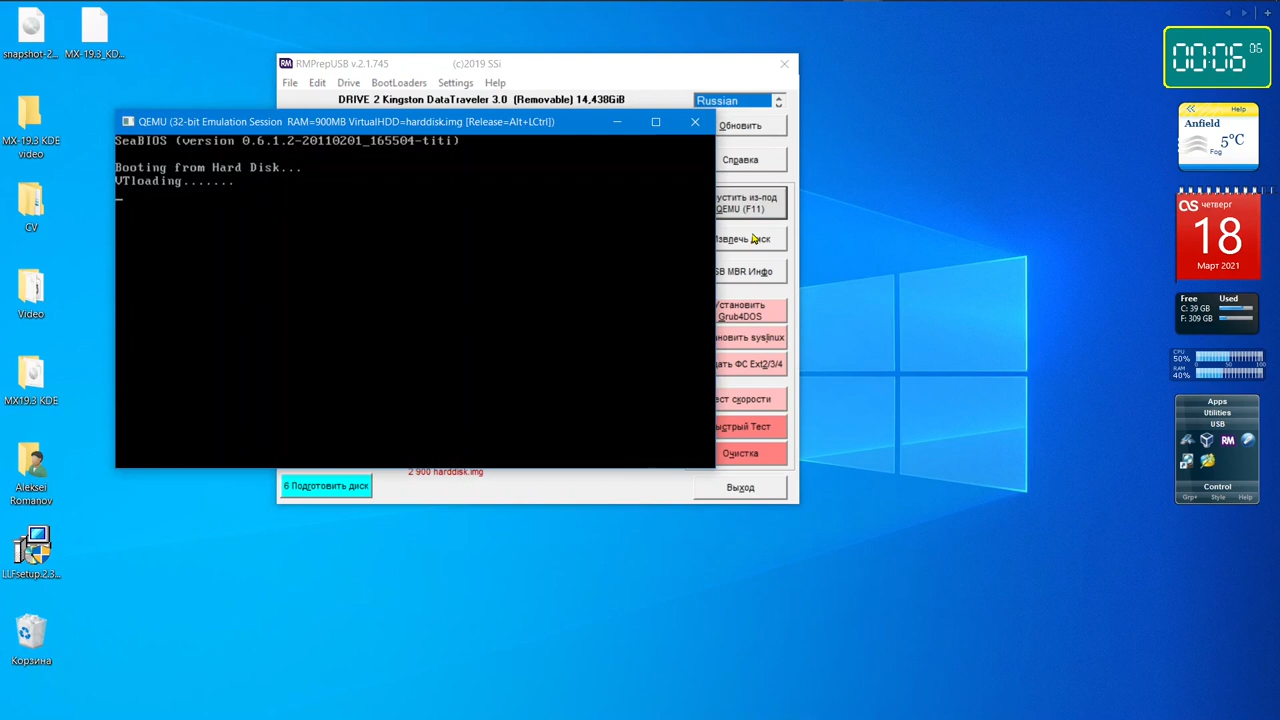 snapshot-2...
MX-19.3_KD...
MX-19.3 KDE
video
CV
Video
MX19.3 KDE
Aleksei
Romanov
LLFsetup.2.3...
Корзина
RMPrepUSB v.2.1.745 (c)2019 SSi
File Edit Drive BootLoaders Settings Help
DRIVE 2 Kingston DataTraveler 3.0 (Removable) 14,438GiB
Russian
QEMU (32-bit Emulation Session RAM=900MB VirtualHDD=harddisk.img [Release=Alt+LCtrl])
SeaBIOS (version 0.6.1.2-20110201_165504-titi)
Booting from Hard Disk...
VTloading.......
Обновить
Справка
устить из-под
QEMU (F11)
Извлечь диск
SB MBR Инфо
Установить
Grub4DOS
новить syslinux
дать ФС Ext2/3/4
ест скорости
ыстрый Тест
Очистка
2 900 harddisk.img
6 Подготовить диск
Выход
00:06 06
Help
Anfield
5°C
Fog
четверг
18
Март 2021
Free Used
C: 39 GB
F: 309 GB
CPU
50%
0 50 100
RAM
40%
Apps
Utilities
USB
RM
Control
Grp+ Style Help